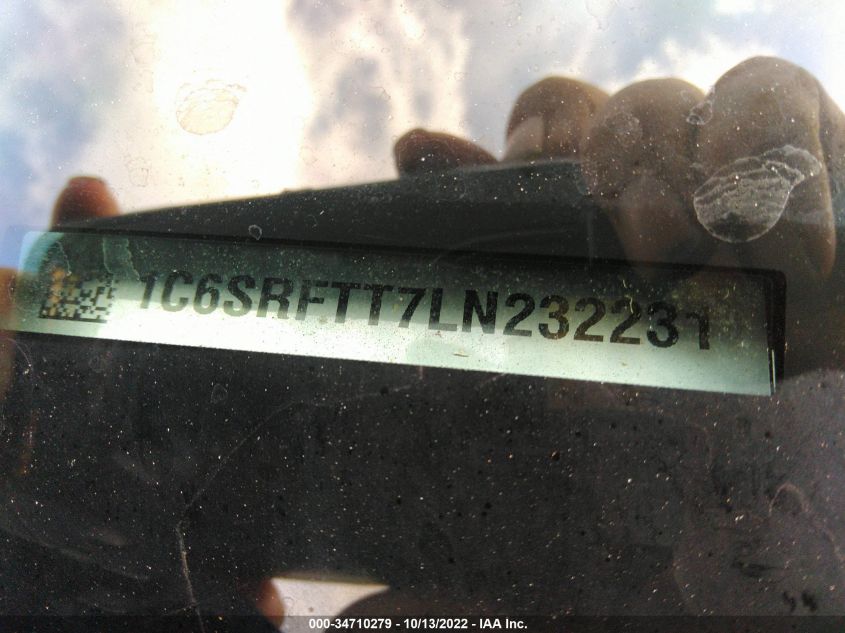 1C6SRFTT7LN232231
000-34710279 - 10/13/2022 - IAA Inc.